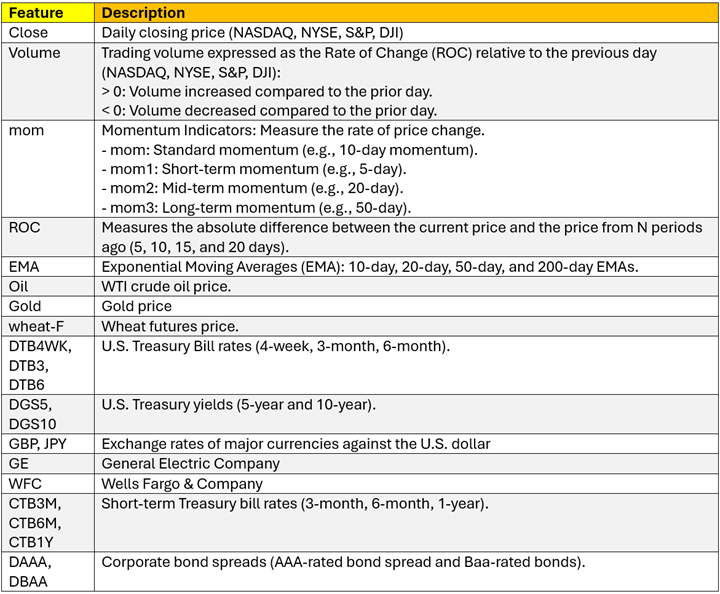 Feature Description
Close Daily closing price (NASDAQ, NYSE, S&P, DJI)
Volume Trading volume expressed as the Rate of Change (ROC) relative to the previous day
(NASDAQ, NYSE, S&P, DJI):
> 0: Volume increased compared to the prior day.
< 0: Volume decreased compared to the prior day.
mom Momentum Indicators: Measure the rate of price change.
- mom: Standard momentum (e.g., 10-day momentum).
- mom1: Short-term momentum (e.g., 5-day).
- mom2: Mid-term momentum (e.g., 20-day).
- mom3: Long-term momentum (e.g., 50-day).
ROC Measures the absolute difference between the current price and the price from N periods
ago (5, 10, 15, and 20 days).
EMA Exponential Moving Averages (EMA): 10-day, 20-day, 50-day, and 200-day EMAs.
Oil WTI crude oil price.
Gold Gold price
wheat-F Wheat futures price.
DTB4WK, U.S. Treasury Bill rates (4-week, 3-month, 6-month).
DTB3,
DTB6
DGS5, U.S. Treasury yields (5-year and 10-year).
DGS10
GBP, JPY Exchange rates of major currencies against the U.S. dollar
GE General Electric Company
WFC Wells Fargo & Company
CTB3M, Short-term Treasury bill rates (3-month, 6-month, 1-year).
CTB6M,
CTB1Y
DAAA, Corporate bond spreads (AAA-rated bond spread and Baa-rated bonds).
DBAA